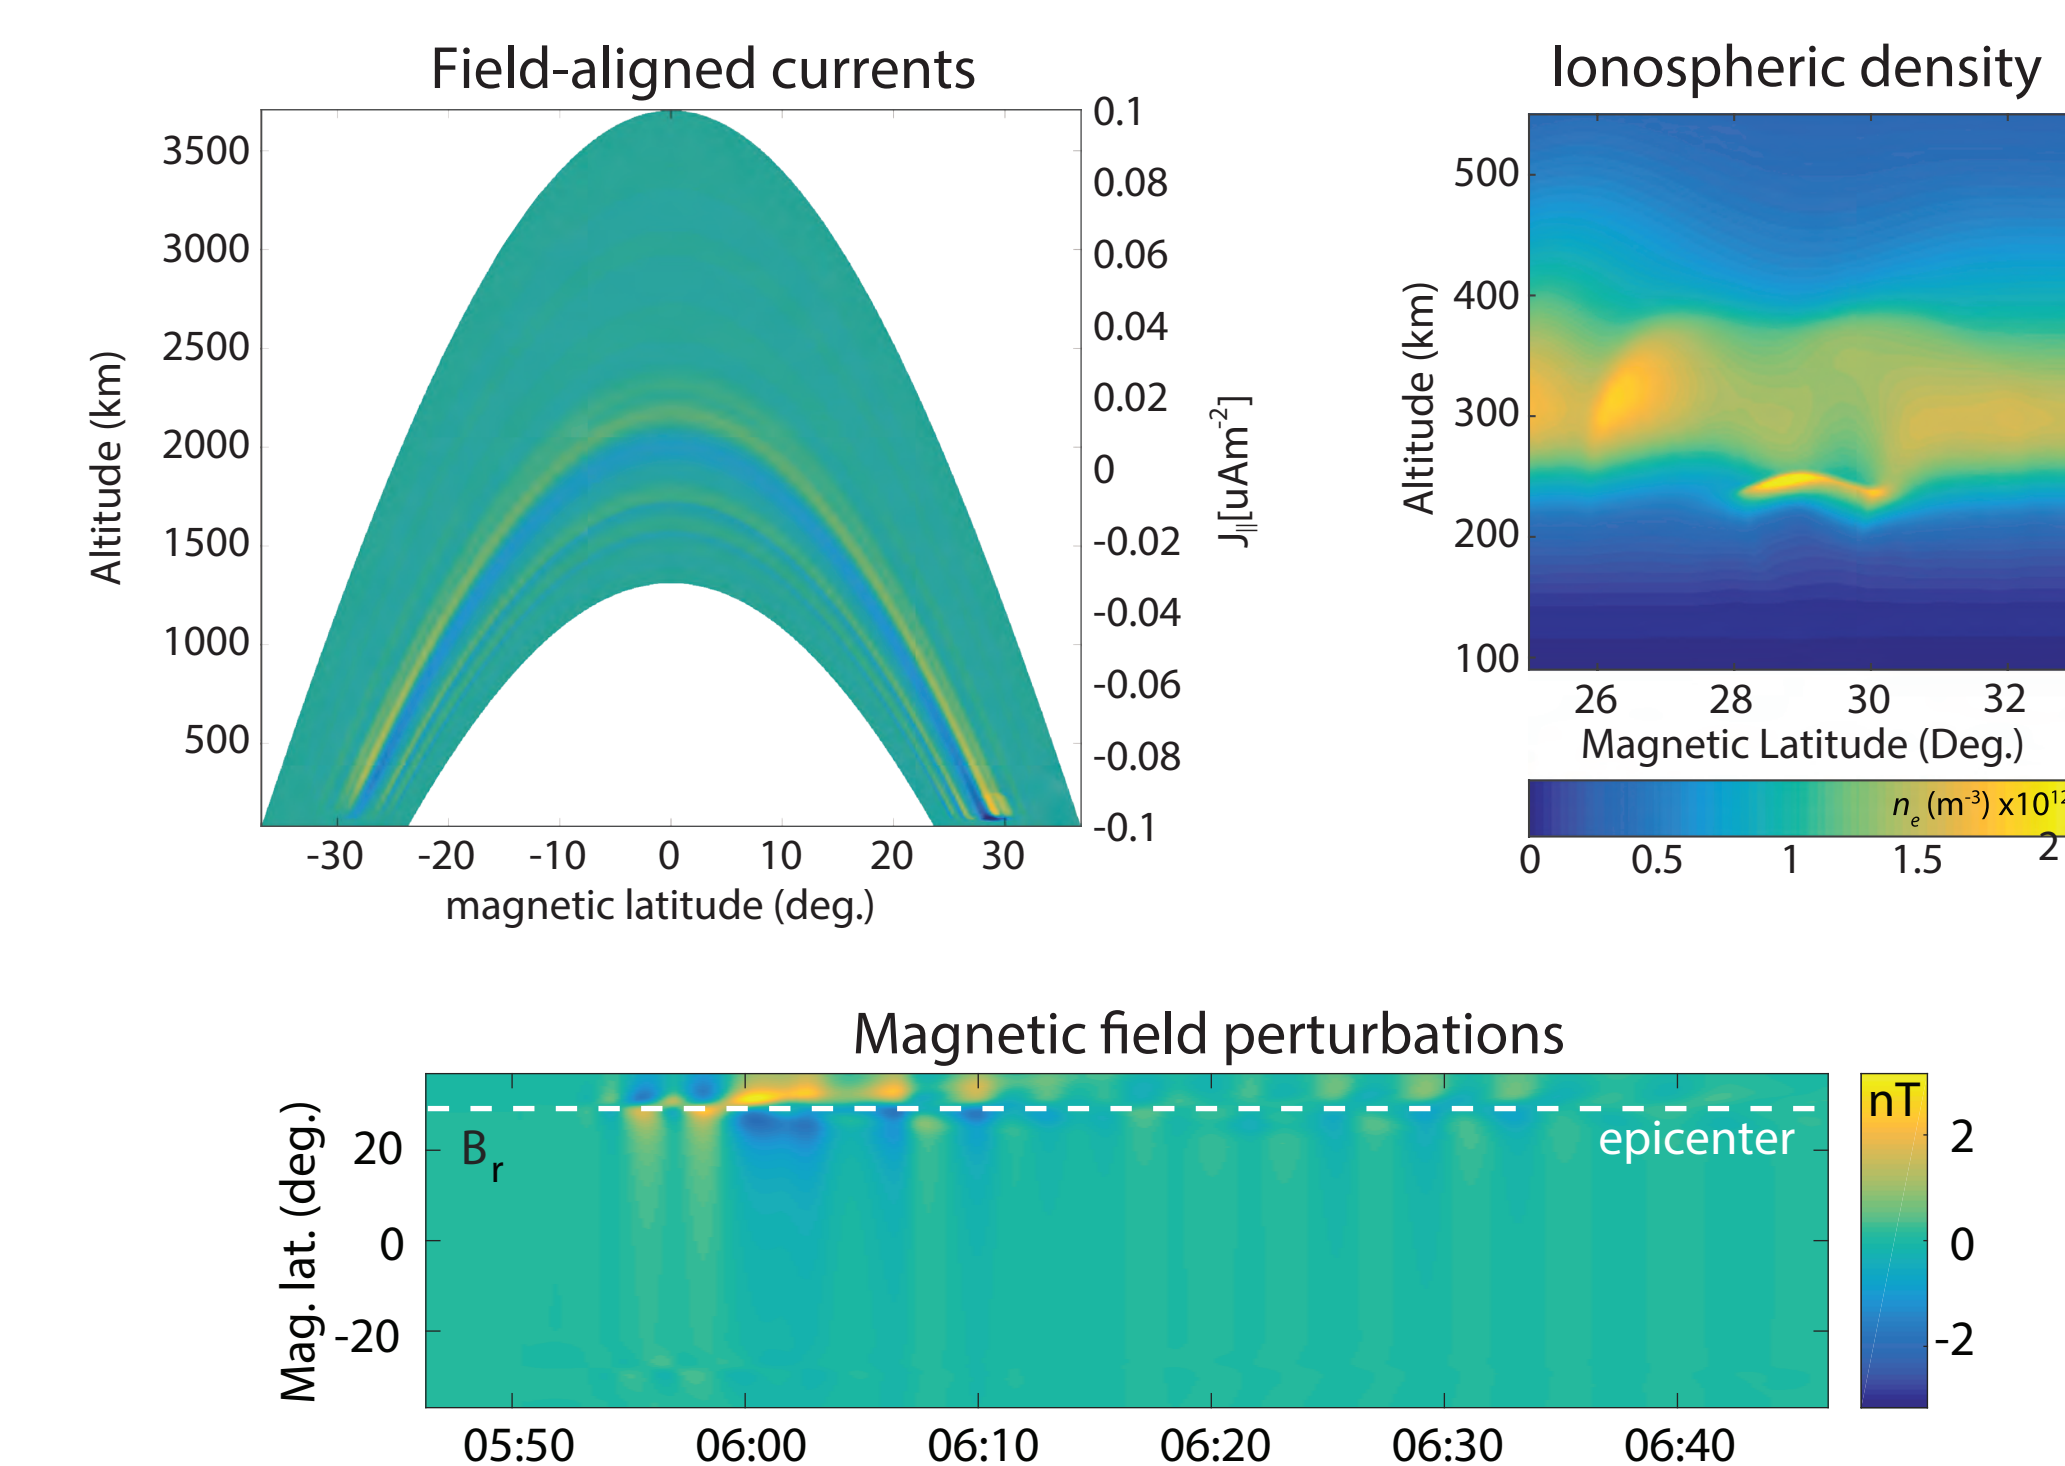 Field-aligned currents
Ionospheric density
Altitude (km)
3500
3000
2500
2000
1500
1000
500
-30 -20 -10 0 10 20 30
magnetic latitude (deg.)
0.1
0.08
0.06
0.04
0.02
0
-0.02
-0.04
-0.06
-0.08
-0.1
J||[uAm-2]
Altitude (km)
500
400
300
200
100
26 28 30 32
Magnetic Latitude (Deg.)
ne (m-3) x1012
0 0.5 1 1.5 2
Magnetic field perturbations
Mag. lat. (deg.)
20
0
-20
Br
epicenter
nT
2
0
-2
05:50 06:00 06:10 06:20 06:30 06:40